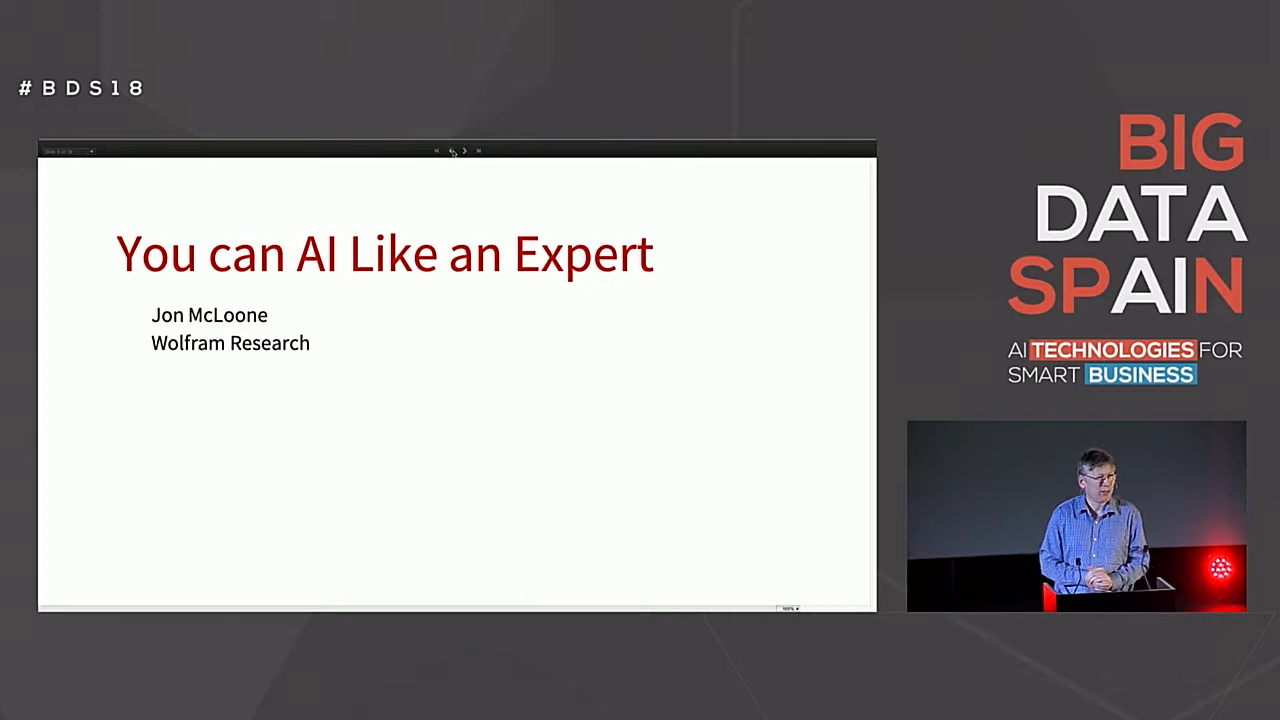 #BDS18
You can AI Like an Expert
Jon McLoone
Wolfram Research
BIG
DATA
SPAIN
AI TECHNOLOGIES FOR
SMART BUSINESS
100%